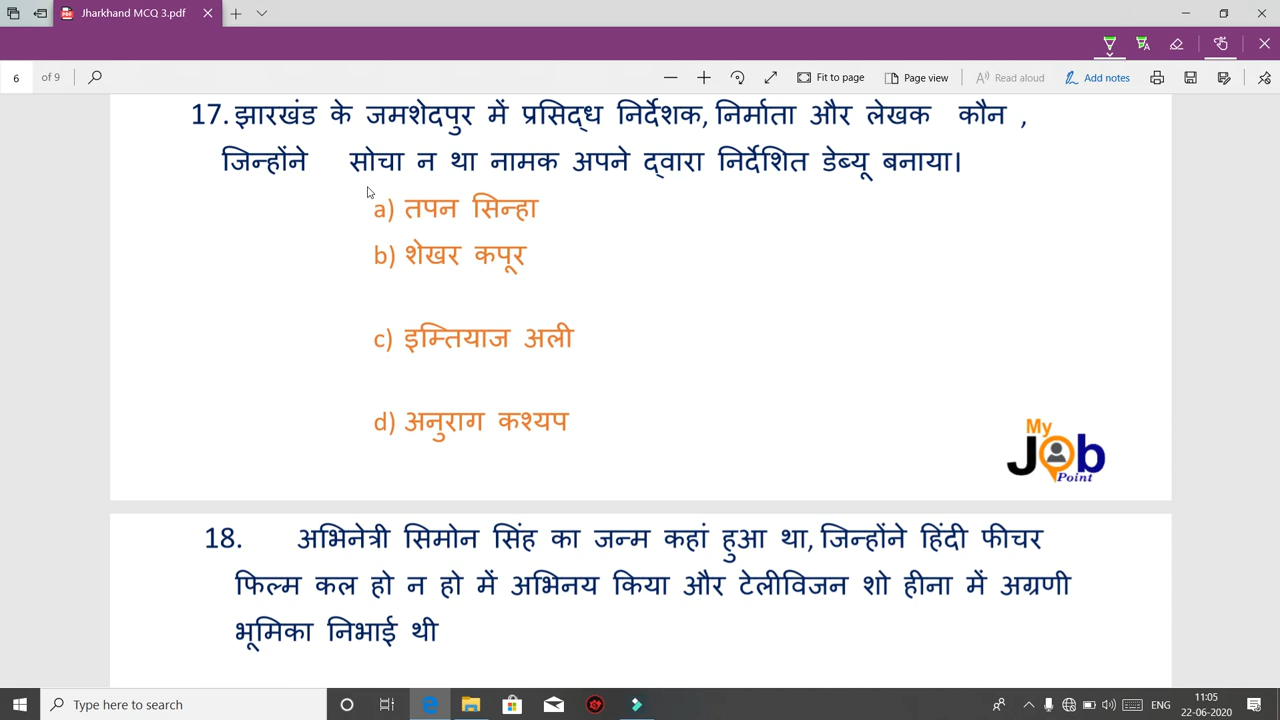 Jharkhand MCQ 3.pdf
6 of 9 Fit to page Page view Read aloud Add notes
17. झारखंड के जमशेदपुर में प्रसिद्ध निर्देशक, निर्माता और लेखक कौन ,
जिन्होंने सोचा न था नामक अपने द्वारा निर्देशित डेब्यू बनाया।
a) तपन सिन्हा
b) शेखर कपूर
c) इम्तियाज अली
d) अनुराग कश्यप
My
Job
Point
18. अभिनेत्री सिमोन सिंह का जन्म कहां हुआ था, जिन्होंने हिंदी फीचर
फिल्म कल हो न हो में अभिनय किया और टेलीविजन शो हीना में अग्रणी
भूमिका निभाई थी
Type here to search ENG 11:05
22-06-2020